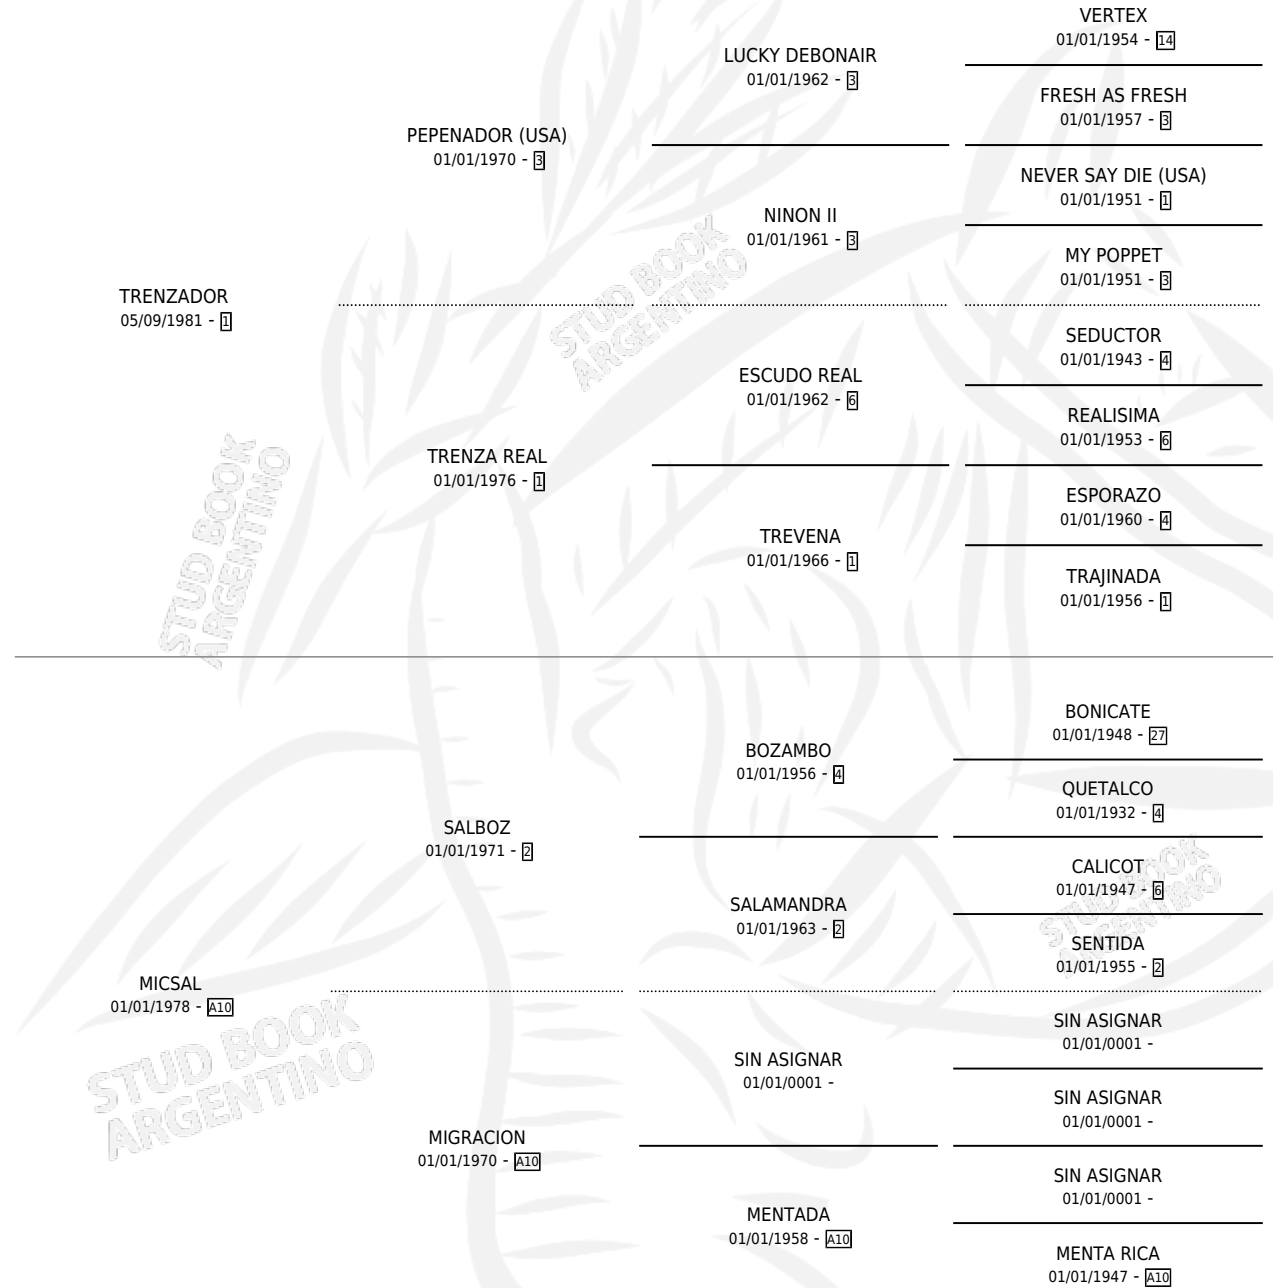 VERTEX
01/01/1954 - 14
LUCKY DEBONAIR
01/01/1962 - 3
FRESH AS FRESH
01/01/1957 - 3
PEPENADOR (USA)
01/01/1970 - 3
NEVER SAY DIE (USA)
01/01/1951 - 1
NINON II
01/01/1961 - 3
MY POPPET
01/01/1951 - 3
TRENZADOR
05/09/1981 - 1
SEDUCTOR
01/01/1943 - 4
ESCUDO REAL
01/01/1962 - 6
REALISIMA
01/01/1953 - 6
TRENZA REAL
01/01/1976 - 1
ESPORAZO
01/01/1960 - 4
TREVENA
01/01/1966 - 1
TRAJINADA
01/01/1956 - 1
BONICATE
01/01/1948 - 27
BOZAMBO
01/01/1956 - 4
QUETALCO
01/01/1932 - 4
SALBOZ
01/01/1971 - 2
CALICOT
01/01/1947 - 6
SALAMANDRA
01/01/1963 - 2
SENTIDA
01/01/1955 - 2
MICSAL
01/01/1978 - A10
SIN ASIGNAR
01/01/0001 -
SIN ASIGNAR
01/01/0001 -
SIN ASIGNAR
01/01/0001 -
MIGRACION
01/01/1970 - A10
SIN ASIGNAR
01/01/0001 -
MENTADA
01/01/1958 - A10
MENTA RICA
01/01/1947 - A10
STUD BOOK
ARGENTINO
STUD BOOK
ARGENTINO
STUD BOOK
ARGENTINO
STUD BOOK
ARGENTINO